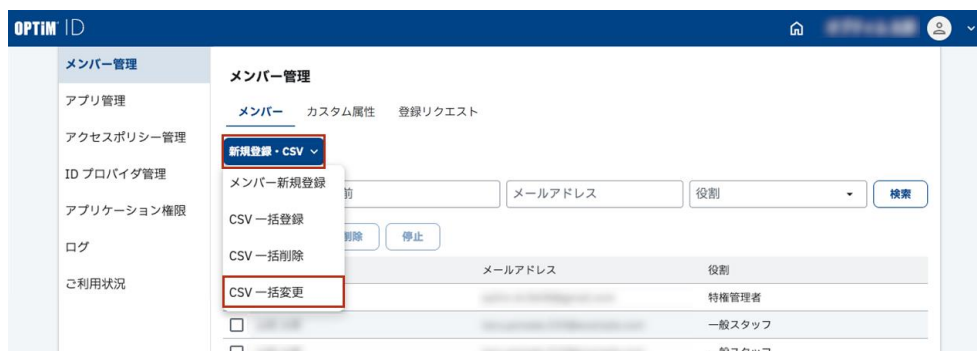 OPTiM ID
メンバー管理
アプリ管理
アクセスポリシー管理
ID プロバイダ管理
アプリケーション権限
ログ
ご利用状況
メンバー管理
メンバー カスタム属性 登録リクエスト
新規登録・CSV
メンバー新規登録
CSV 一括登録
CSV 一括削除
CSV 一括変更
前 メールアドレス 役割 検索
削除 停止
メールアドレス 役割
特権管理者
一般スタッフ
一般スタッフ